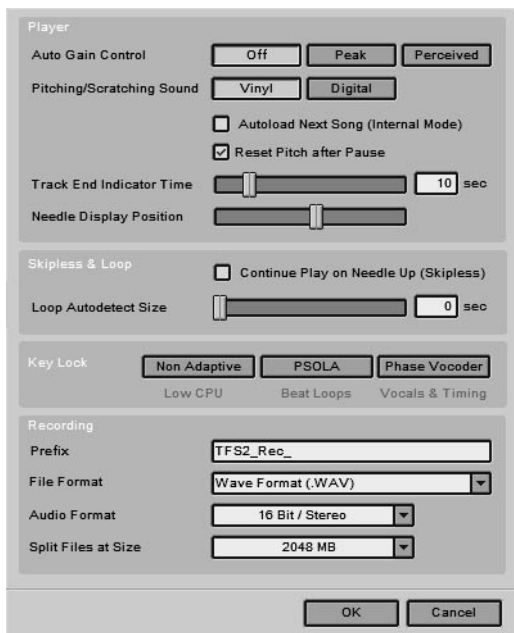 Player
Auto Gain Control Off Peak Perceived
Pitching/Scratching Sound Vinyl Digital
Autoload Next Song (Internal Mode)
Reset Pitch after Pause
Track End Indicator Time 10 sec
Needle Display Position
Skipless & Loop Continue Play on Needle Up (Skipless)
Loop Autodetect Size 0 sec
Key Lock Non Adaptive PSOLA Phase Vocoder
Low CPU Beat Loops Vocals & Timing
Recording
Prefix TFS2_Rec_
File Format Wave Format (.WAV)
Audio Format 16 Bit / Stereo
Split Files at Size 2048 MB
OK Cancel